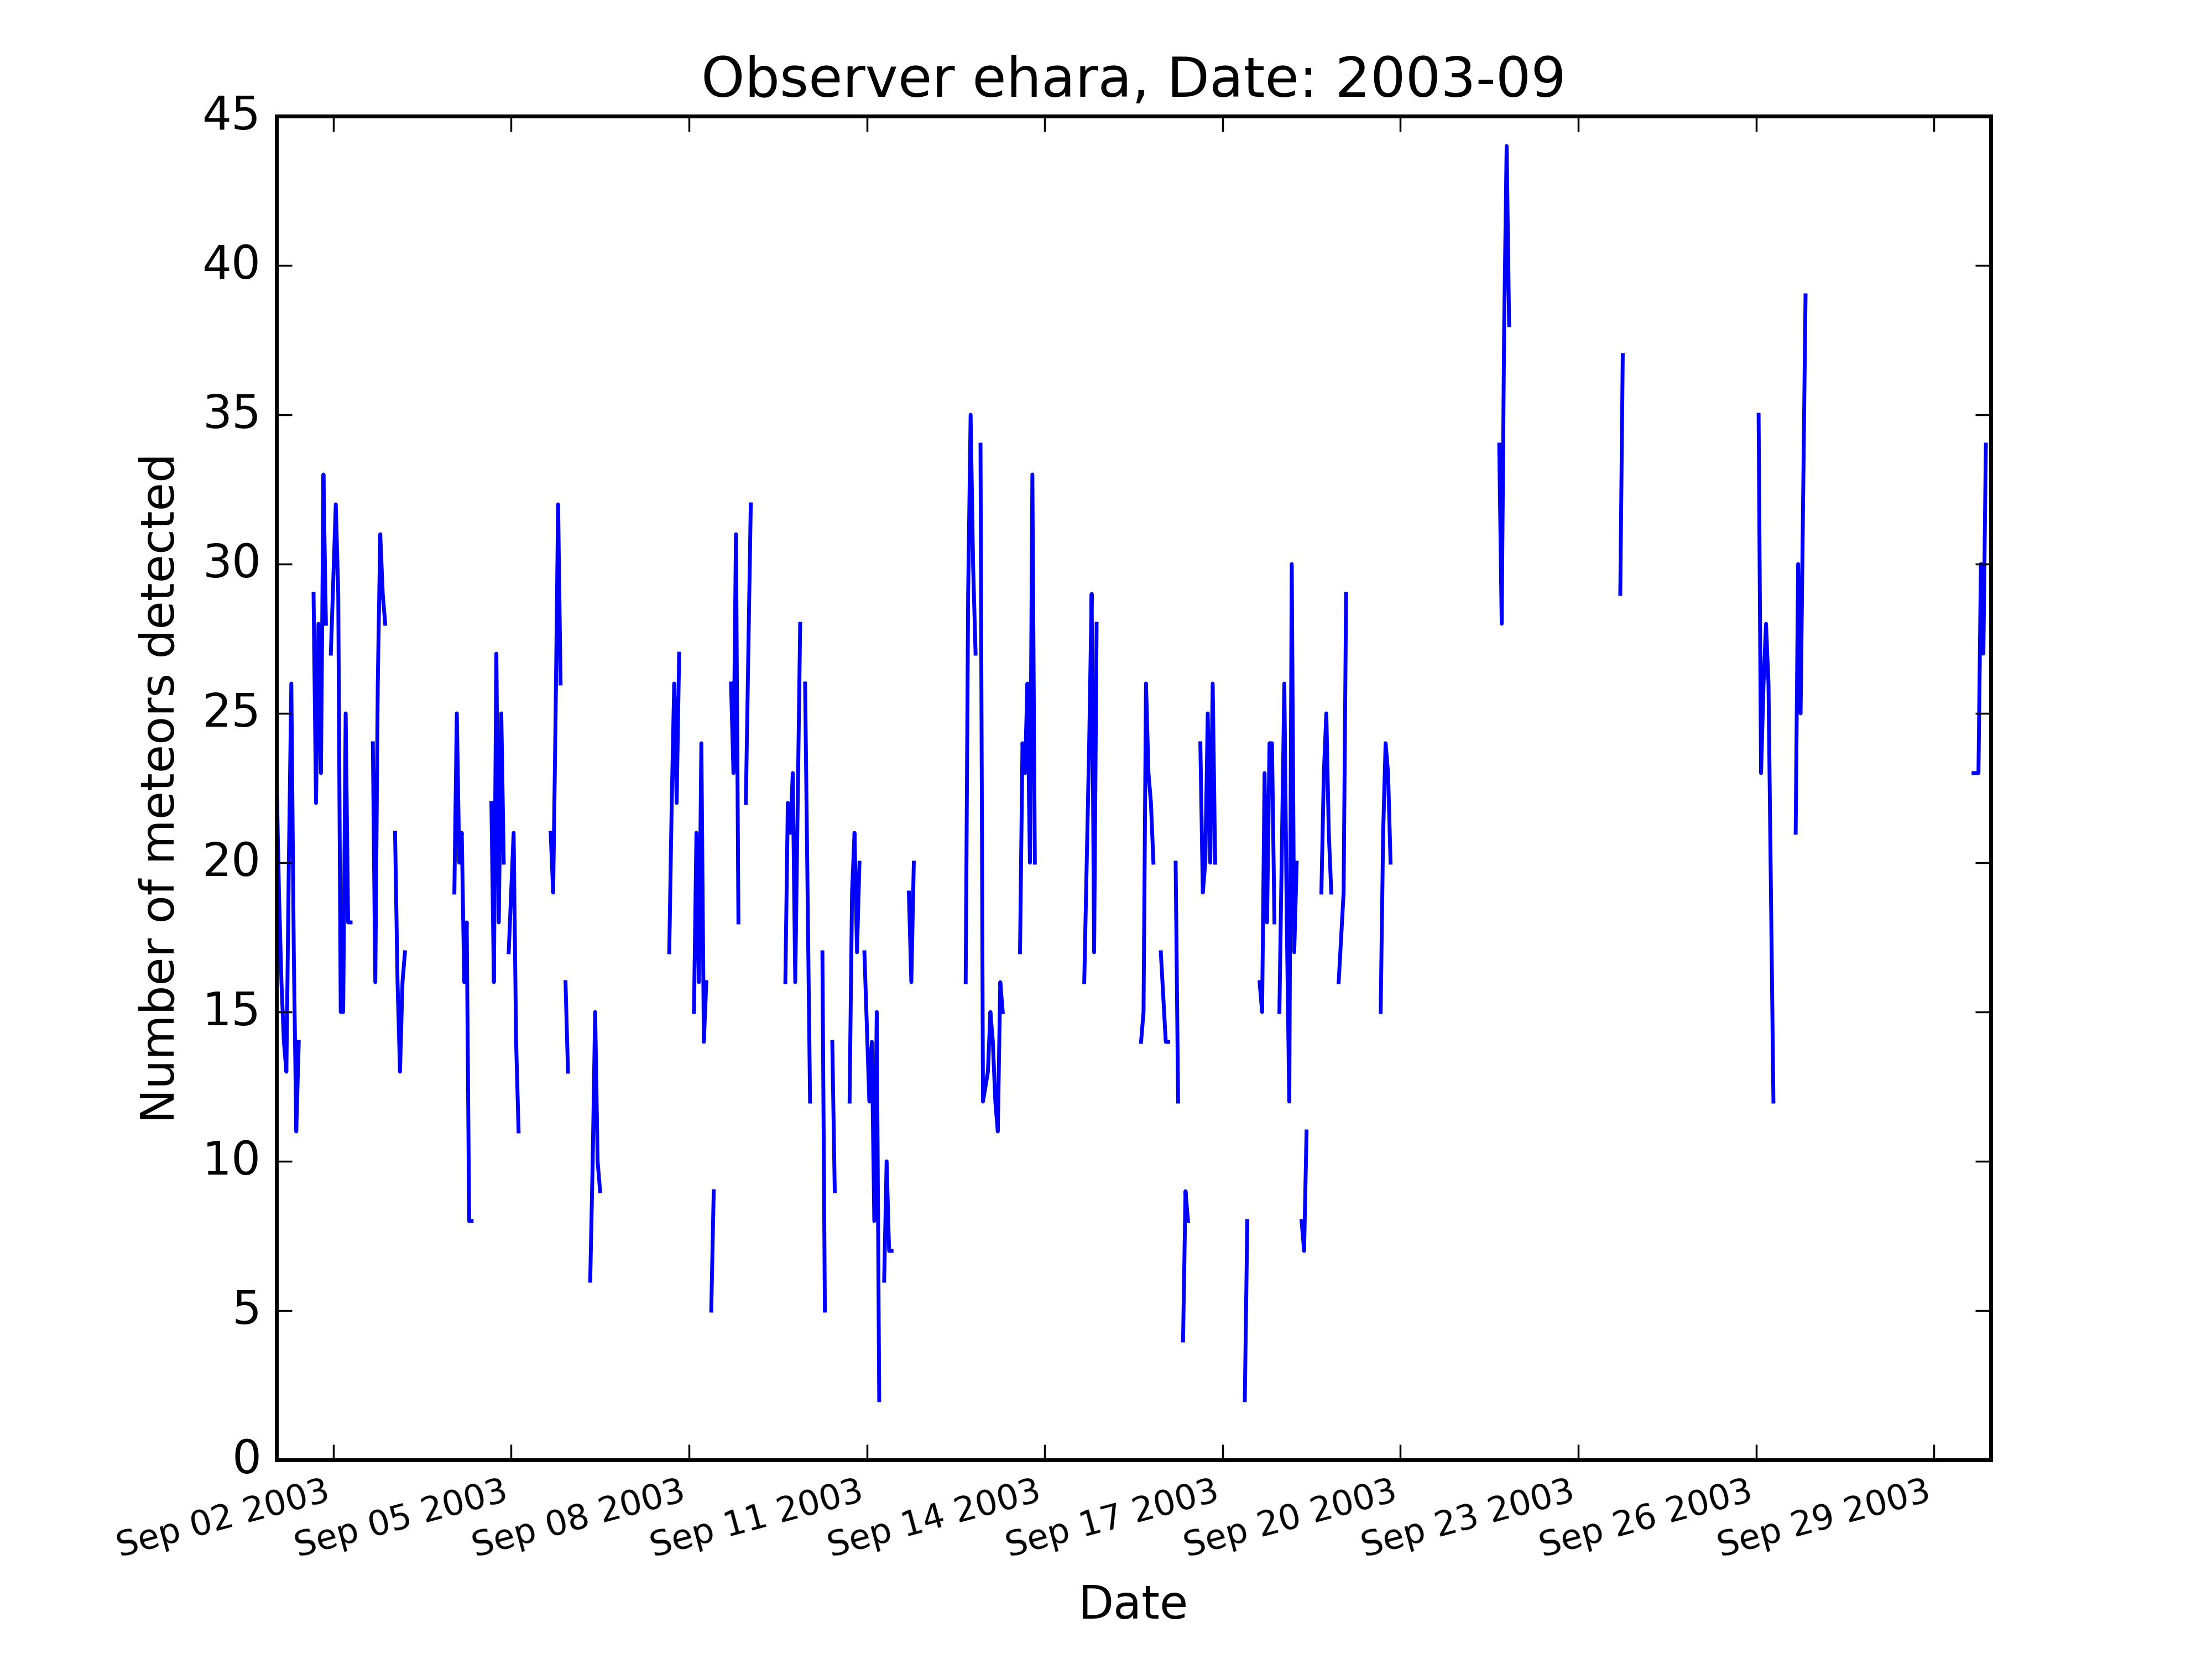 Observer ehara, Date: 2003-09
Number of meteors detected
45
40
35
30
25
20
15
10
5
0
Sep 02 2003
Sep 05 2003
Sep 08 2003
Sep 11 2003
Sep 14 2003
Sep 17 2003
Sep 20 2003
Sep 23 2003
Sep 26 2003
Sep 29 2003
Date